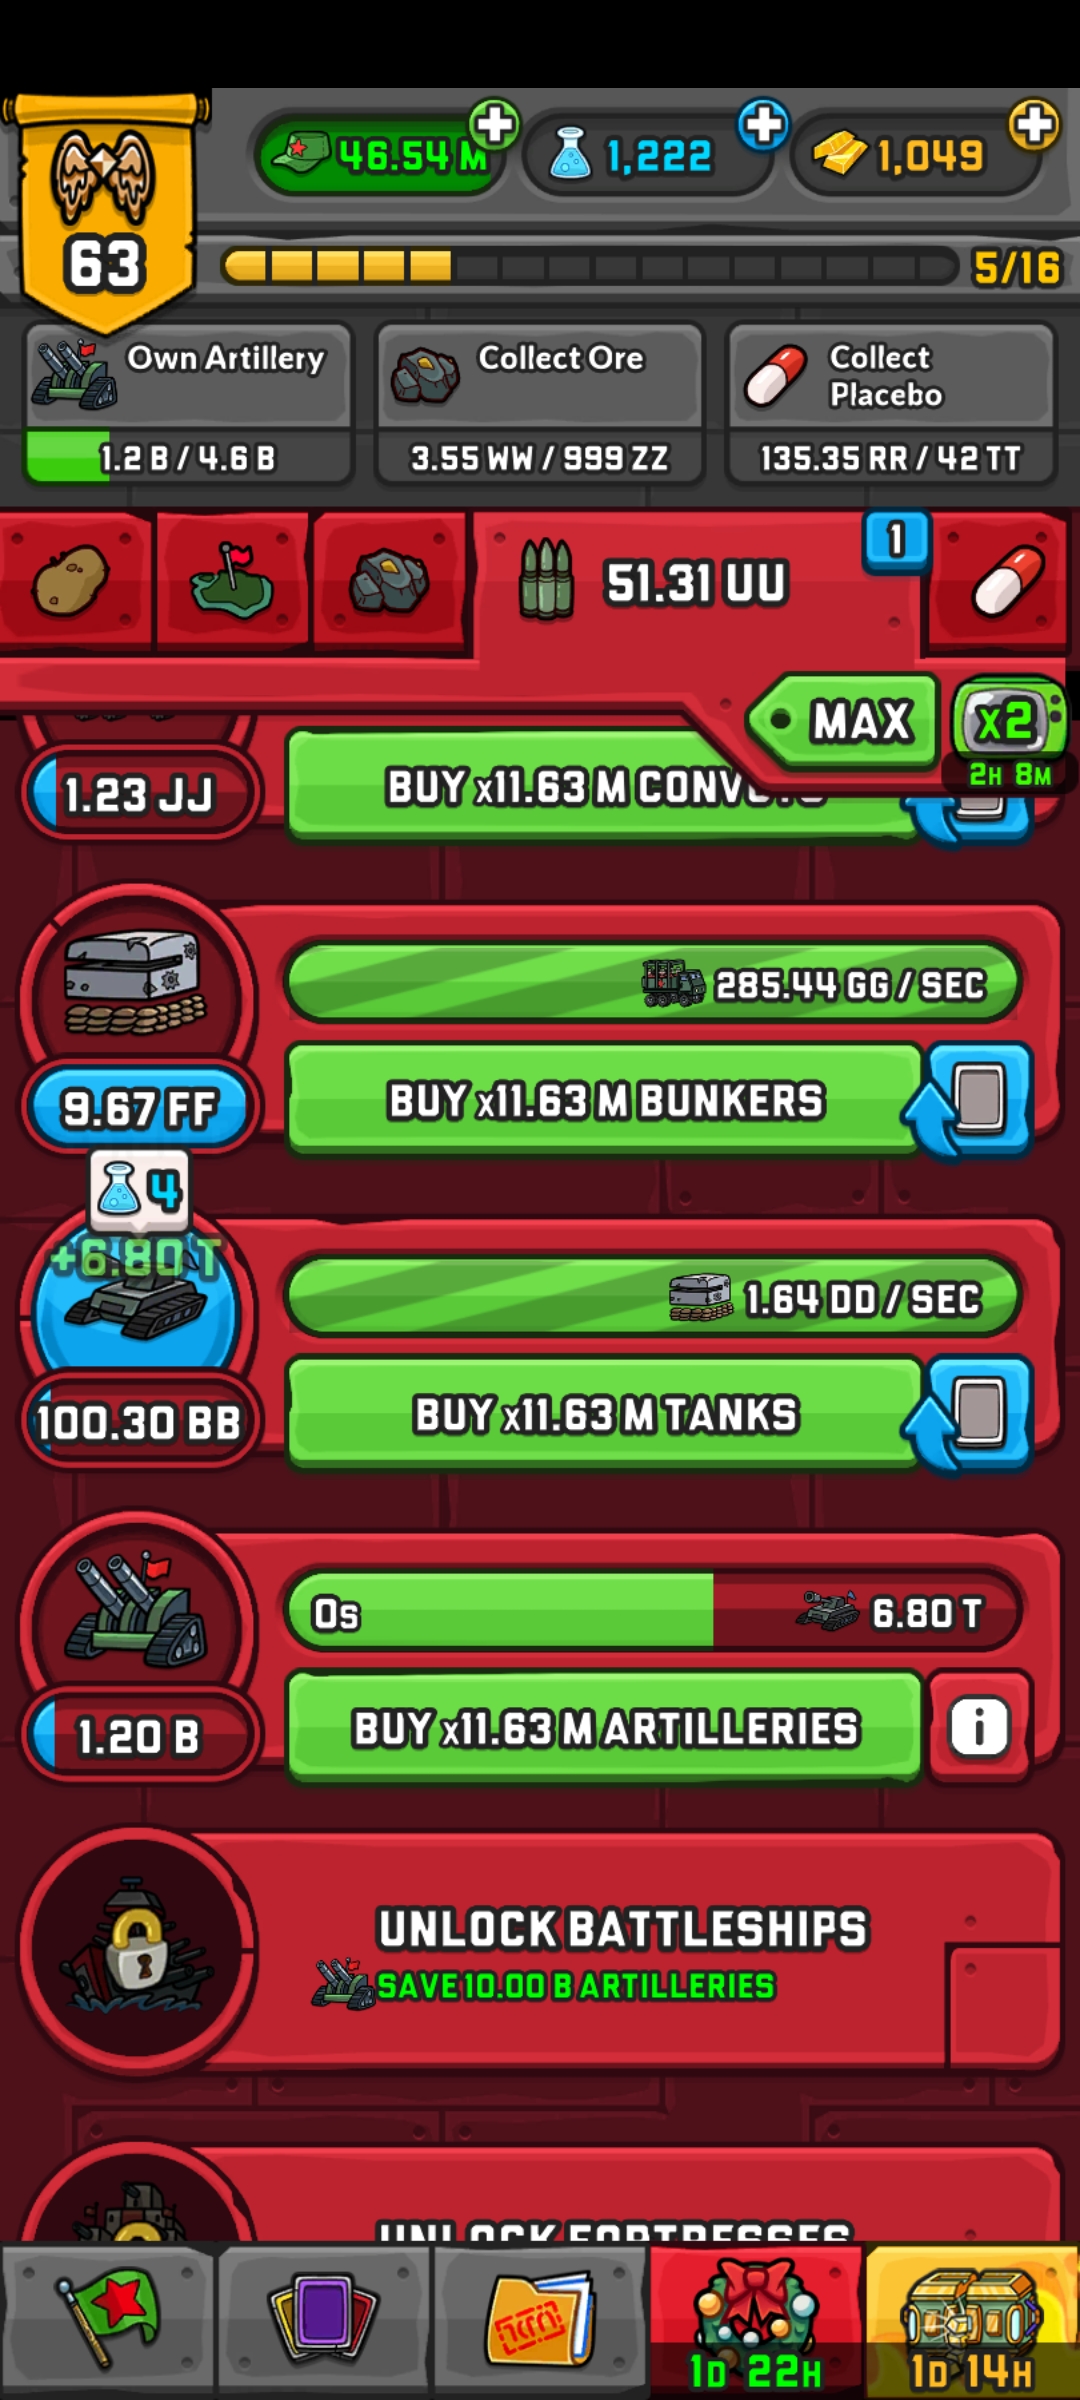 46.54 M
1,222
1,049
63
5/16
Own Artillery
1.2 B / 4.6 B
Collect Ore
3.55 WW / 999 ZZ
Collect
Placebo
135.35 RR / 42 TT
51.31 UU
1
MAX
x2
2H 8M
1.23 JJ
BUY x11.63 M
285.44 GG / SEC
9.67 FF
BUY x11.63 M BUNKERS
4
+6.80 T
1.64 DD / SEC
100.30 BB
BUY x11.63 M TANKS
0s
6.80 T
1.20 B
BUY x11.63 M ARTILLERIES
i
UNLOCK BATTLESHIPS
SAVE 10.00 B ARTILLERIES
UNLOCK FORTRESSES
1D 22H
1D 14H